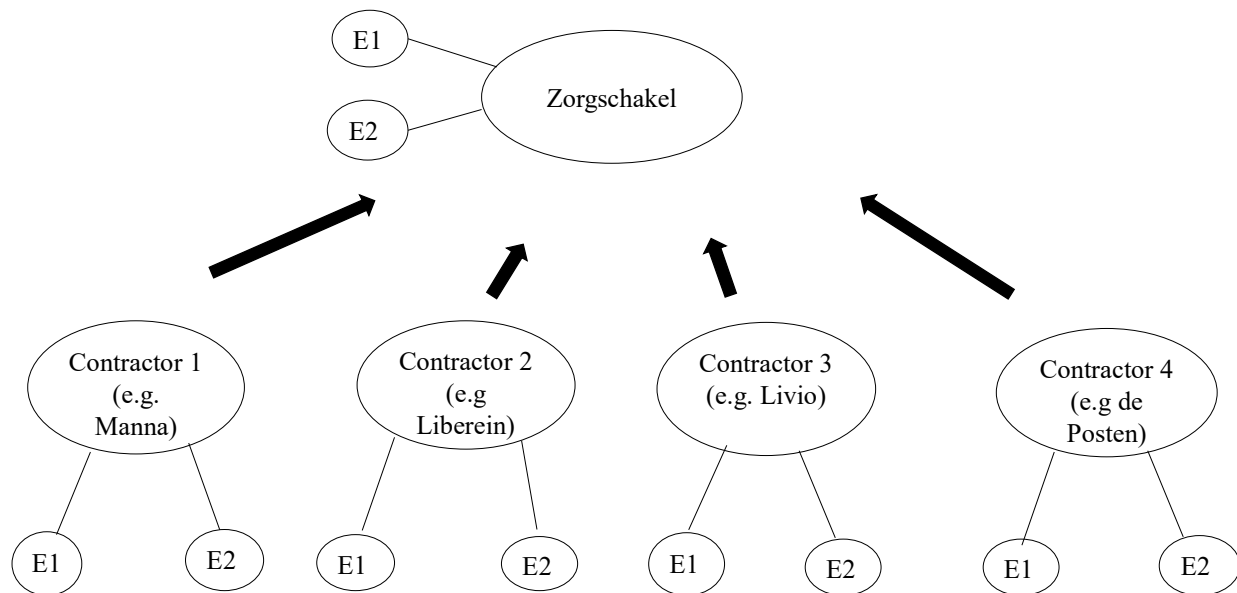 E1
Zorgschakel
E2
Contractor 1
(e.g.
Manna)
Contractor 2
(e.g
Liberein)
Contractor 3
(e.g. Livio)
Contractor 4
(e.g de
Posten)
E1
E2
E1
E2
E1
E2
E1
E2